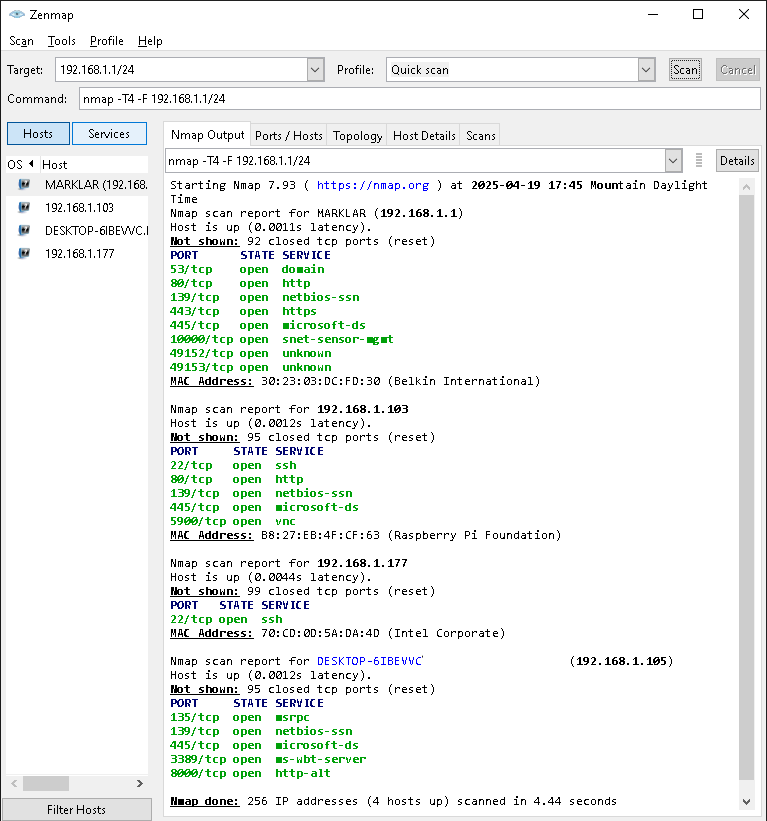 Zenmap
Scan Tools Profile Help
Target: 192.168.1.1/24 Profile: Quick scan Scan Cancel
Command: nmap -T4 -F 192.168.1.1/24
Hosts Services
OS Host
MARKLAR (192.168.
192.168.1.103
DESKTOP-6IBEVVC.
192.168.1.177
Filter Hosts
Nmap Output Ports / Hosts Topology Host Details Scans
nmap -T4 -F 192.168.1.1/24 Details
Starting Nmap 7.93 ( https://nmap.org ) at 2025-04-19 17:45 Mountain Daylight
Time
Nmap scan report for MARKLAR (192.168.1.1)
Host is up (0.0011s latency).
Not shown: 92 closed tcp ports (reset)
PORT STATE SERVICE
53/tcp open domain
80/tcp open http
139/tcp open netbios-ssn
443/tcp open https
445/tcp open microsoft-ds
10000/tcp open snet-sensor-mgmt
49152/tcp open unknown
49153/tcp open unknown
MAC Address: 30:23:03:DC:FD:30 (Belkin International)
Nmap scan report for 192.168.1.103
Host is up (0.0012s latency).
Not shown: 95 closed tcp ports (reset)
PORT STATE SERVICE
22/tcp open ssh
80/tcp open http
139/tcp open netbios-ssn
445/tcp open microsoft-ds
5900/tcp open vnc
MAC Address: B8:27:EB:4F:CF:63 (Raspberry Pi Foundation)
Nmap scan report for 192.168.1.177
Host is up (0.0044s latency).
Not shown: 99 closed tcp ports (reset)
PORT STATE SERVICE
22/tcp open ssh
MAC Address: 70:CD:0D:5A:DA:4D (Intel Corporate)
Nmap scan report for DESKTOP-6IBEVVC (192.168.1.105)
Host is up (0.0012s latency).
Not shown: 95 closed tcp ports (reset)
PORT STATE SERVICE
135/tcp open msrpc
139/tcp open netbios-ssn
445/tcp open microsoft-ds
3389/tcp open ms-wbt-server
8000/tcp open http-alt
Nmap done: 256 IP addresses (4 hosts up) scanned in 4.44 seconds